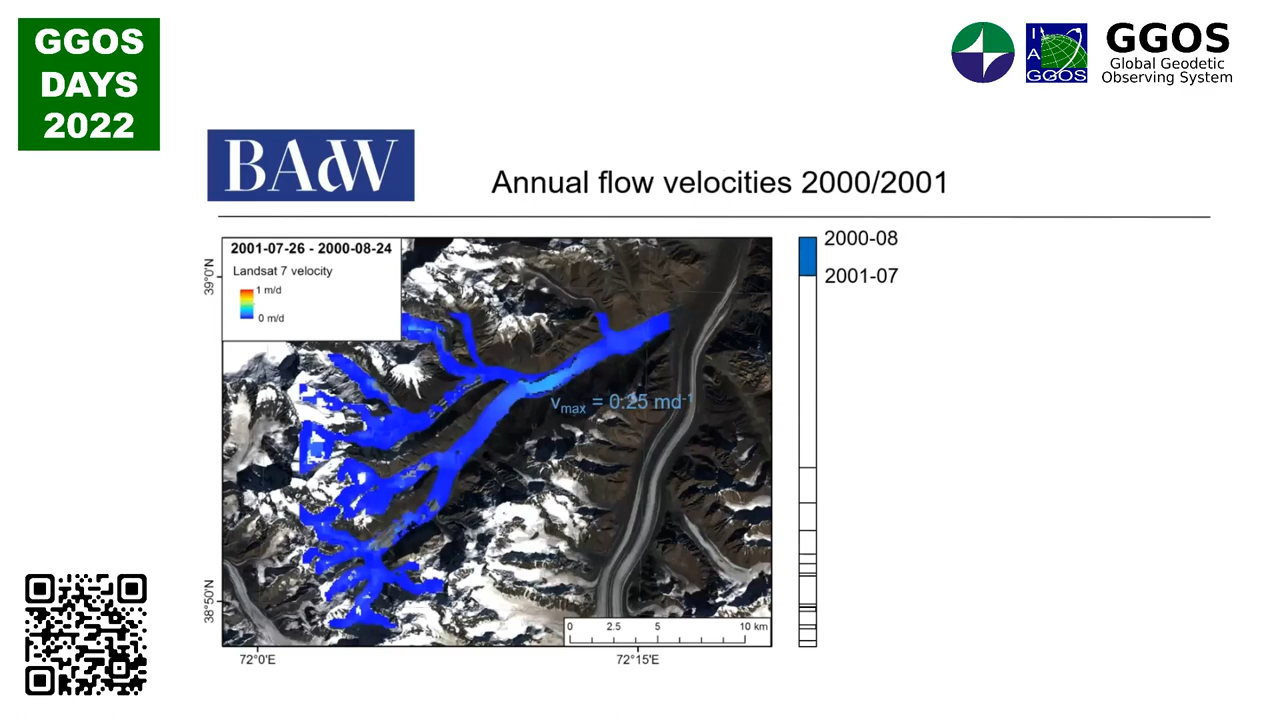 GGOS
DAYS
2022
I
A
GGOS
GGOS
Global Geodetic
Observing System
BAdW
Annual flow velocities 2000/2001
2001-07-26 - 2000-08-24
Landsat 7 velocity
1 m/d
0 m/d
2000-08
2001-07
39°0'N
vmax = 0.25 md⁻¹
38°50'N
0 2.5 5 10 km
72°0'E 72°15'E